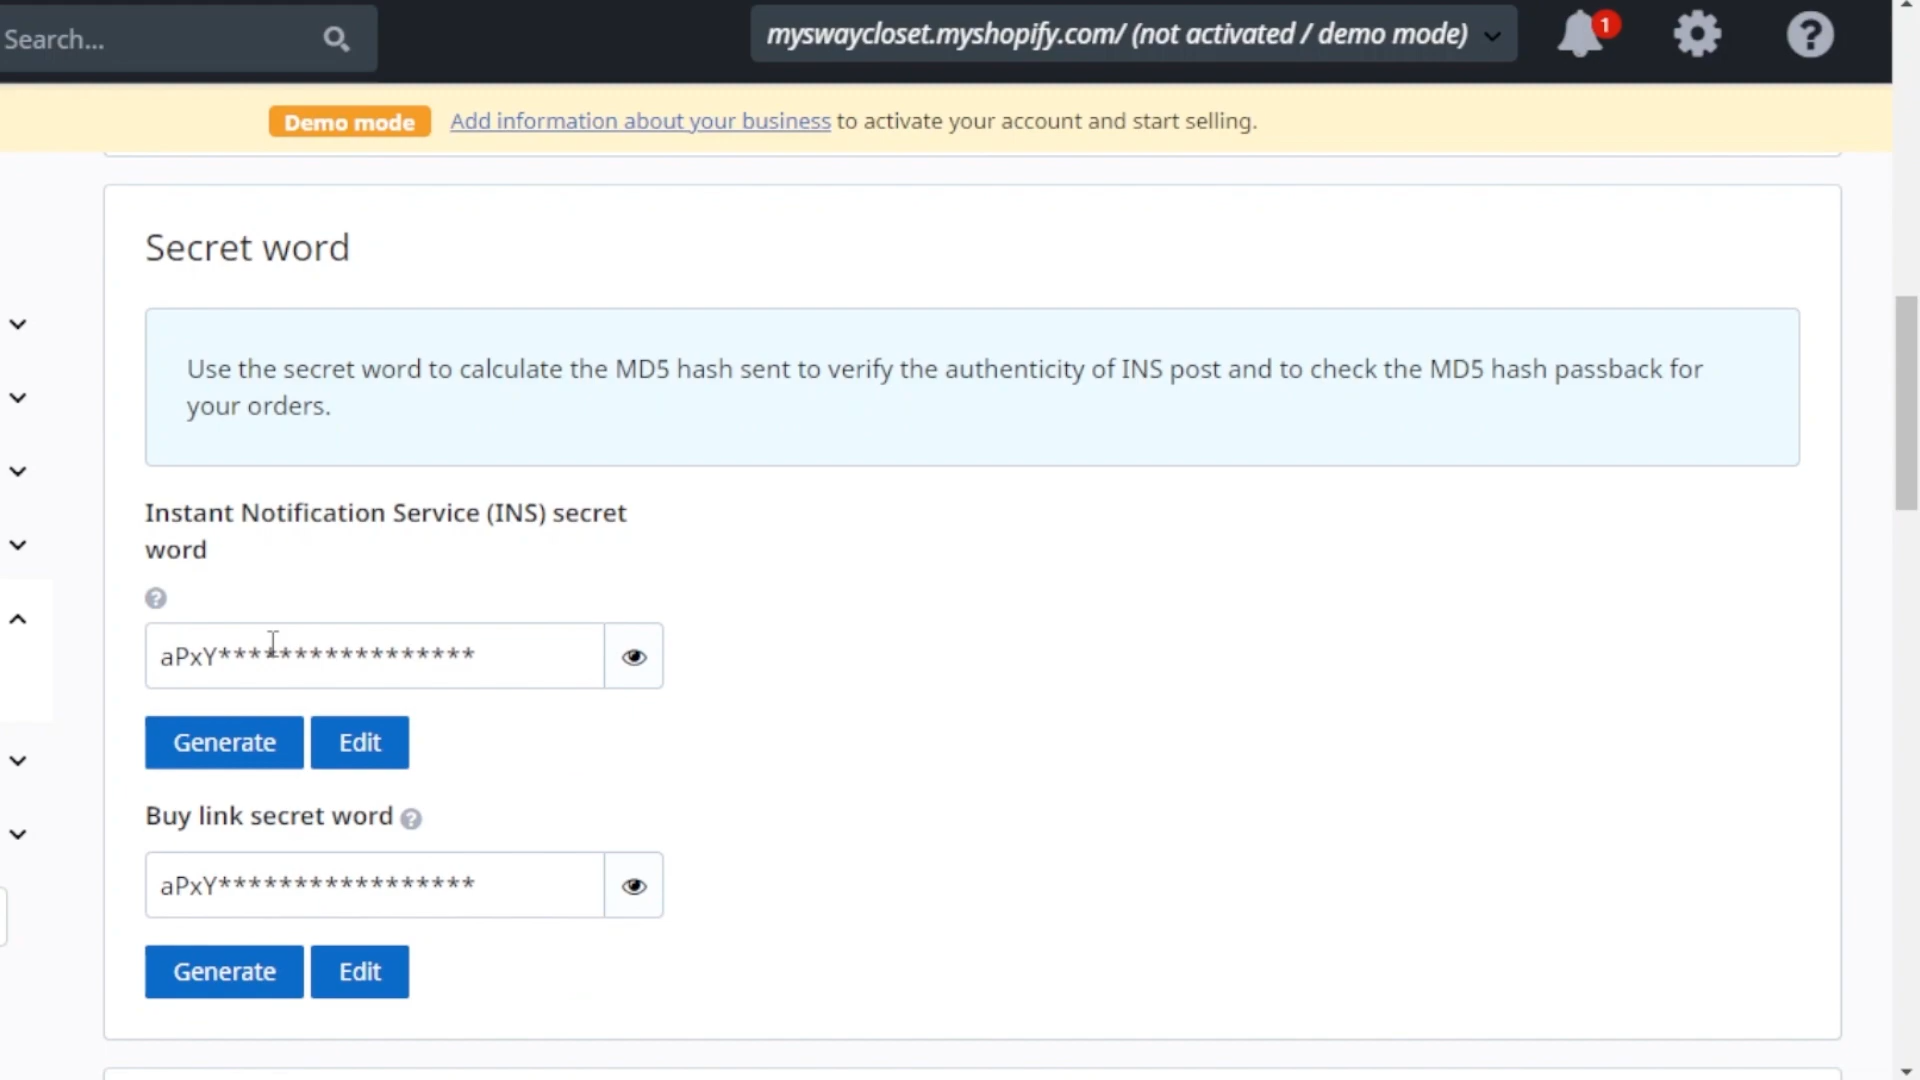 Search...
myswaycloset.myshopify.com/ (not activated / demo mode)
1
?
Demo mode
Add information about your business to activate your account and start selling.
Secret word
Use the secret word to calculate the MD5 hash sent to verify the authenticity of INS post and to check the MD5 hash passback for
your orders.
Instant Notification Service (INS) secret
word
?
aPxY*****************
Generate
Edit
Buy link secret word ?
aPxY*****************
Generate
Edit